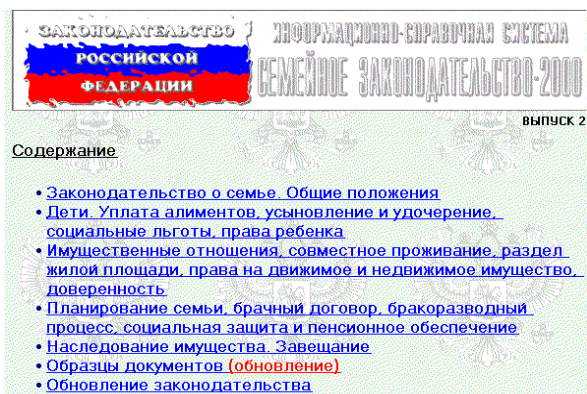 ЗАКОНОДАТЕЛЬСТВО
РОССИЙСКОЙ
ФЕДЕРАЦИИ
ИНФОРМАЦИОННО-СПРАВОЧНАЯ СИСТЕМА
СЕМЕЙНОЕ ЗАКОНОДАТЕЛЬСТВО-2000
ВЫПУСК 2
Содержание
• Законодательство о семье. Общие положения
• Дети. Уплата алиментов, усыновление и удочерение,
социальные льготы, права ребенка
• Имущественные отношения, совместное проживание, раздел
жилой площади, права на движимое и недвижимое имущество,
доверенность
• Планирование семьи, брачный договор, бракоразводный
процесс, социальная защита и пенсионное обеспечение
• Наследование имущества. Завещание
• Образцы документов (обновление)
• Обновление законодательства